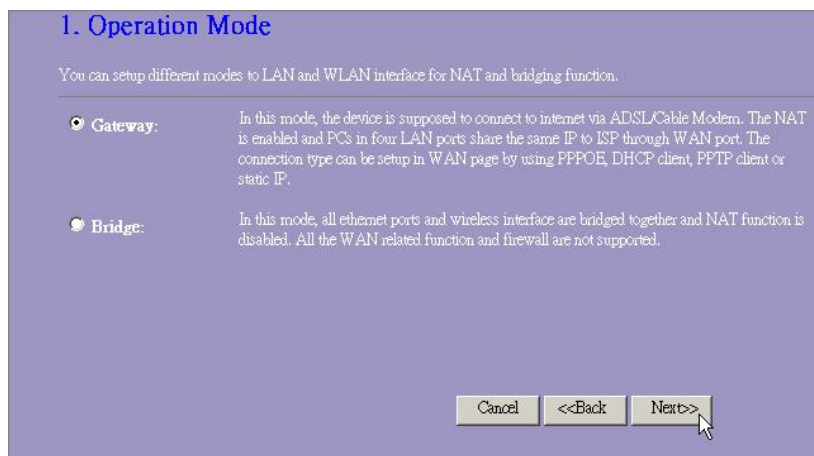 1. Operation Mode
You can setup different modes to LAN and WLAN interface for NAT and bridging function.
Gateway:
In this mode, the device is supposed to connect to internet via ADSL/Cable Modem. The NAT
is enabled and PCs in four LAN ports share the same IP to ISP through WAN port. The
connection type can be setup in WAN page by using PPPOE, DHCP client, PPTP client or
static IP.
Bridge:
In this mode, all ethernet ports and wireless interface are bridged together and NAT function is
disabled. All the WAN related function and firewall are not supported.
Cancel
<<Back
Next>>